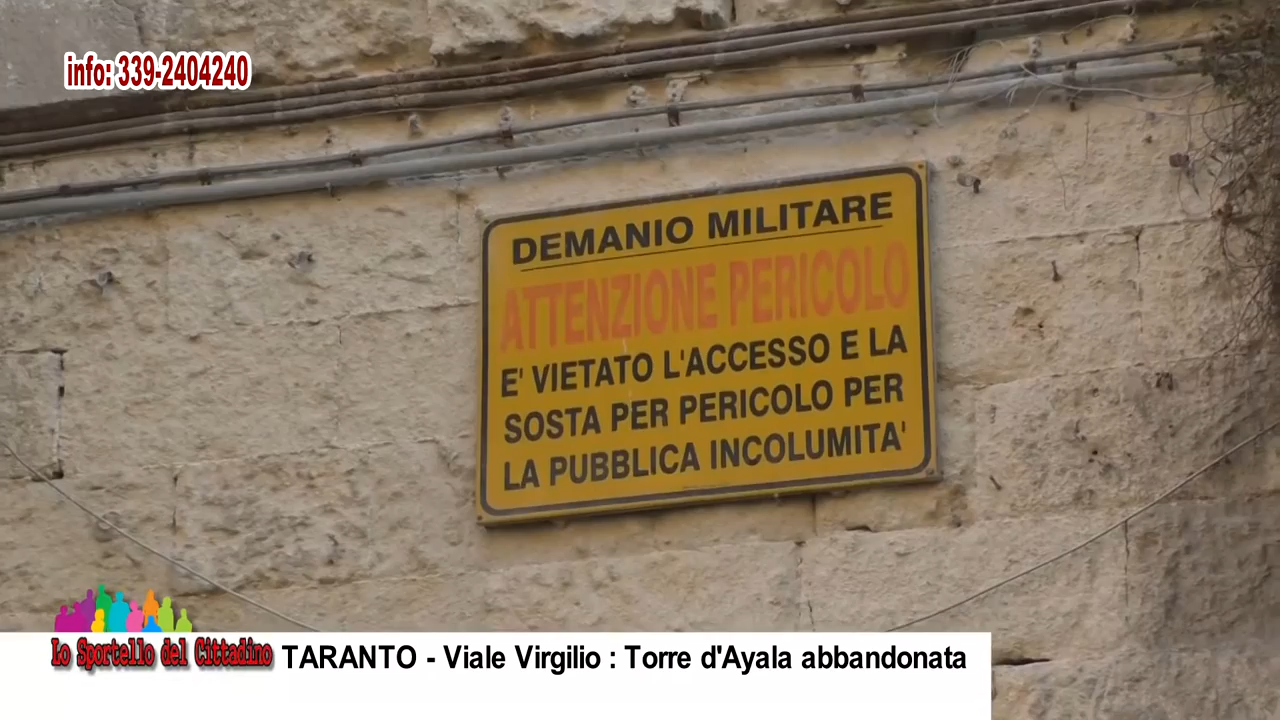 info: 339-2404240
DEMANIO MILITARE
ATTENZIONE PERICOLO
E' VIETATO L'ACCESSO E LA
SOSTA PER PERICOLO PER
LA PUBBLICA INCOLUMITA'
Lo Sportello del Cittadino
TARANTO - Viale Virgilio : Torre d'Ayala abbandonata